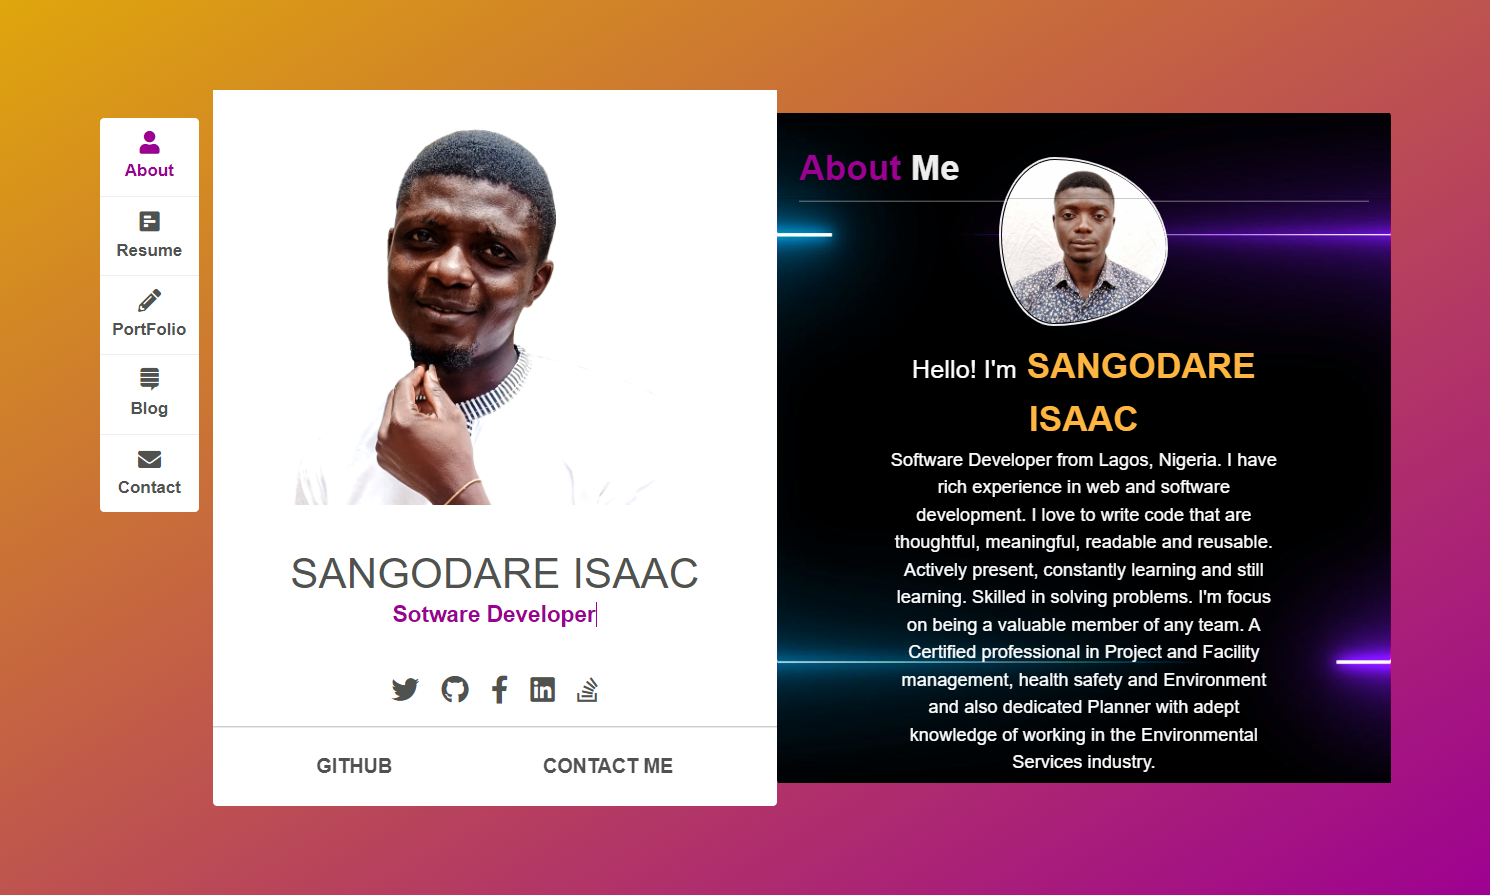 About
Resume
PortFolio
Blog
Contact
SANGODARE ISAAC
Sotware Developer
GITHUB
CONTACT ME
About Me
Hello! I'm SANGODARE
ISAAC
Software Developer from Lagos, Nigeria. I have
rich experience in web and software
development. I love to write code that are
thoughtful, meaningful, readable and reusable.
Actively present, constantly learning and still
learning. Skilled in solving problems. I'm focus
on being a valuable member of any team. A
Certified professional in Project and Facility
management, health safety and Environment
and also dedicated Planner with adept
knowledge of working in the Environmental
Services industry.